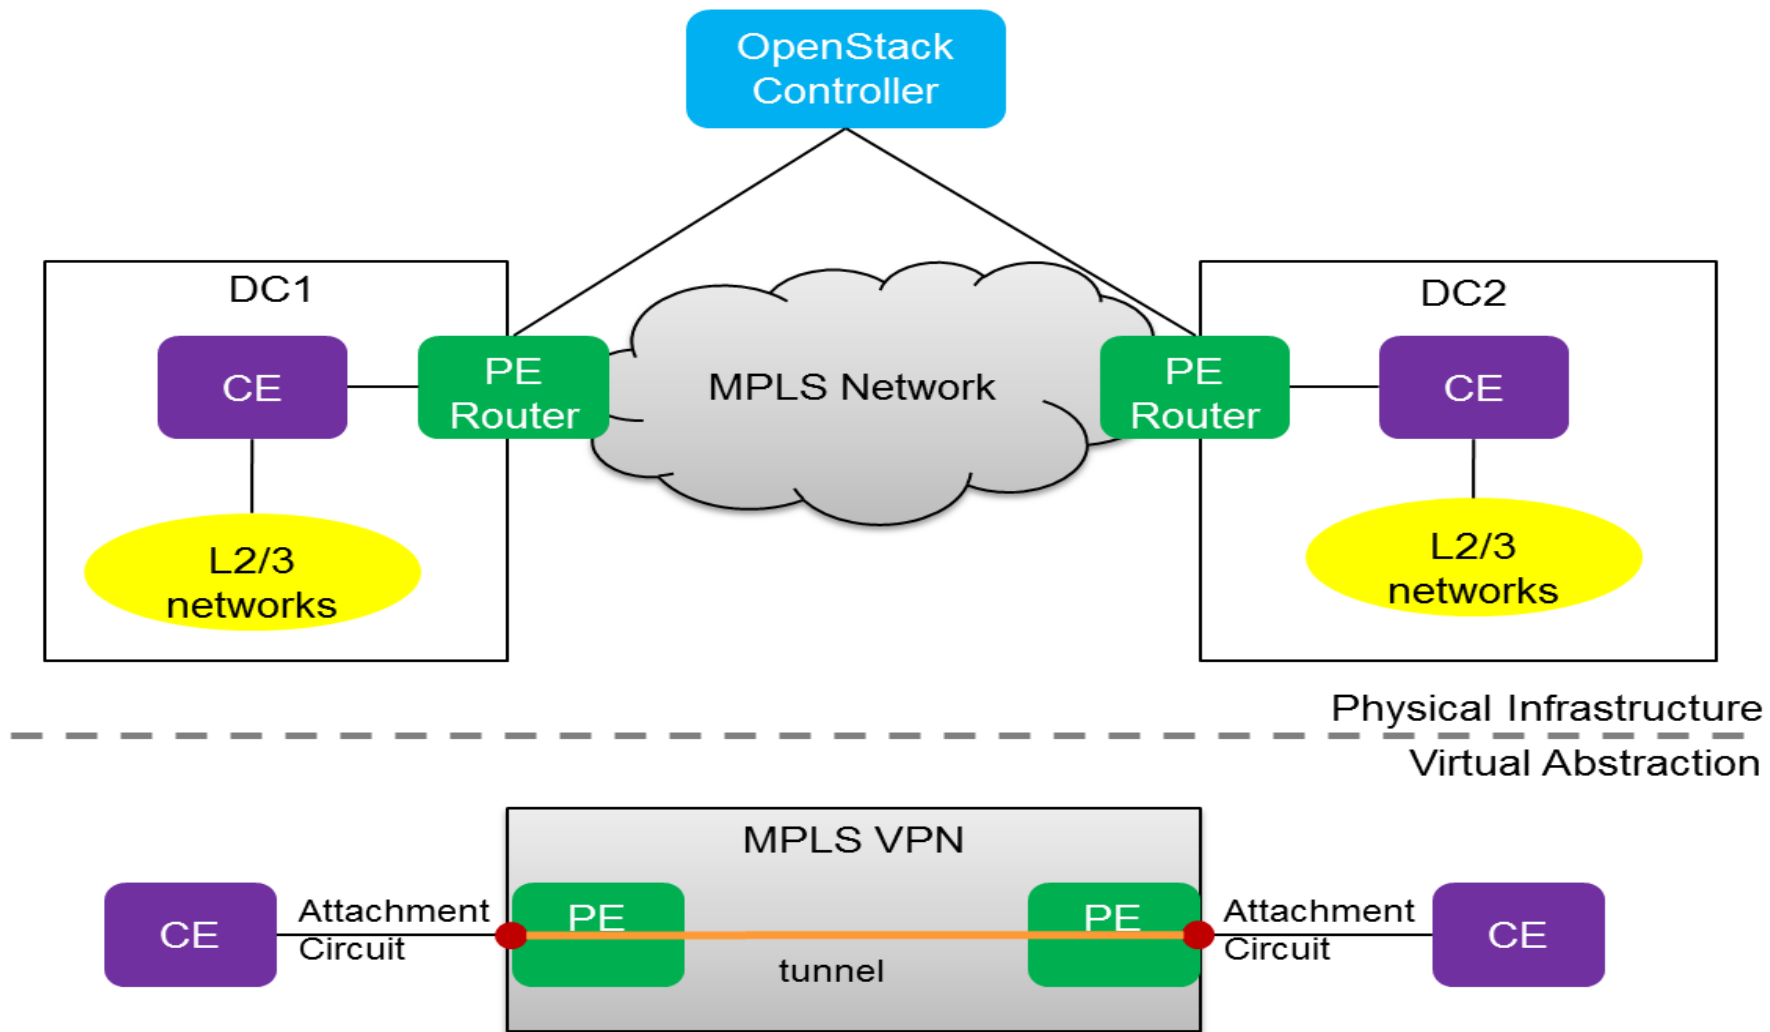 OpenStack
Controller
DC1
DC2
CE
PE
Router
MPLS Network
PE
Router
CE
L2/3
networks
L2/3
networks
Physical Infrastructure
Virtual Abstraction
MPLS VPN
CE
Attachment
Circuit
PE
tunnel
PE
Attachment
Circuit
CE